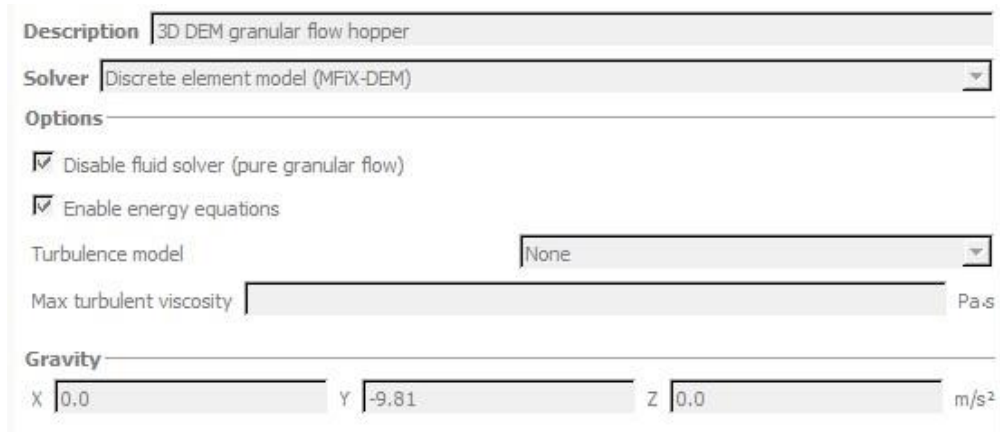 Description 3D DEM granular flow hopper
Solver Discrete element model (MFiX-DEM)
Options
Disable fluid solver (pure granular flow)
Enable energy equations
Turbulence model None
Max turbulent viscosity Pa·s
Gravity
X 0.0 Y -9.81 Z 0.0 m/s²